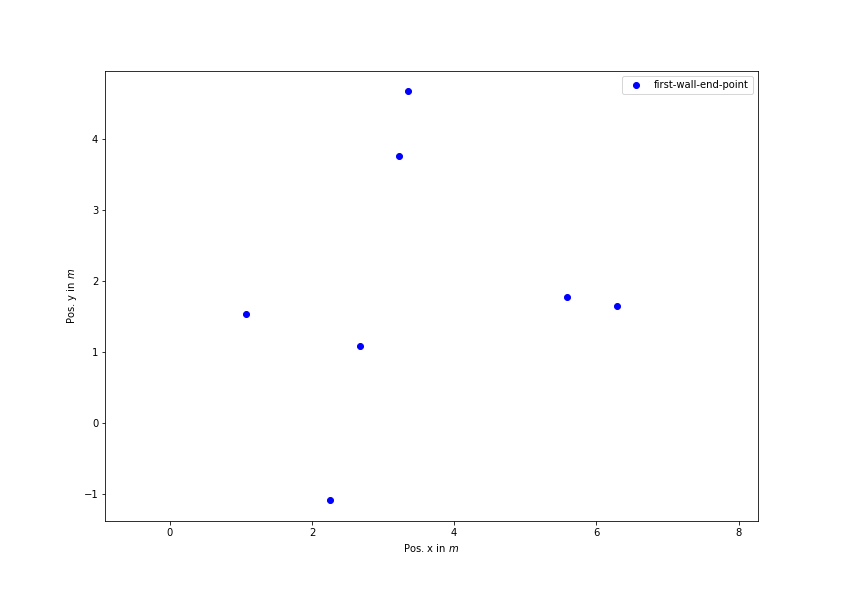 first-wall-end-point
4
3
2
1
0
−1
Pos. y in m
0 2 4 6 8
Pos. x in m